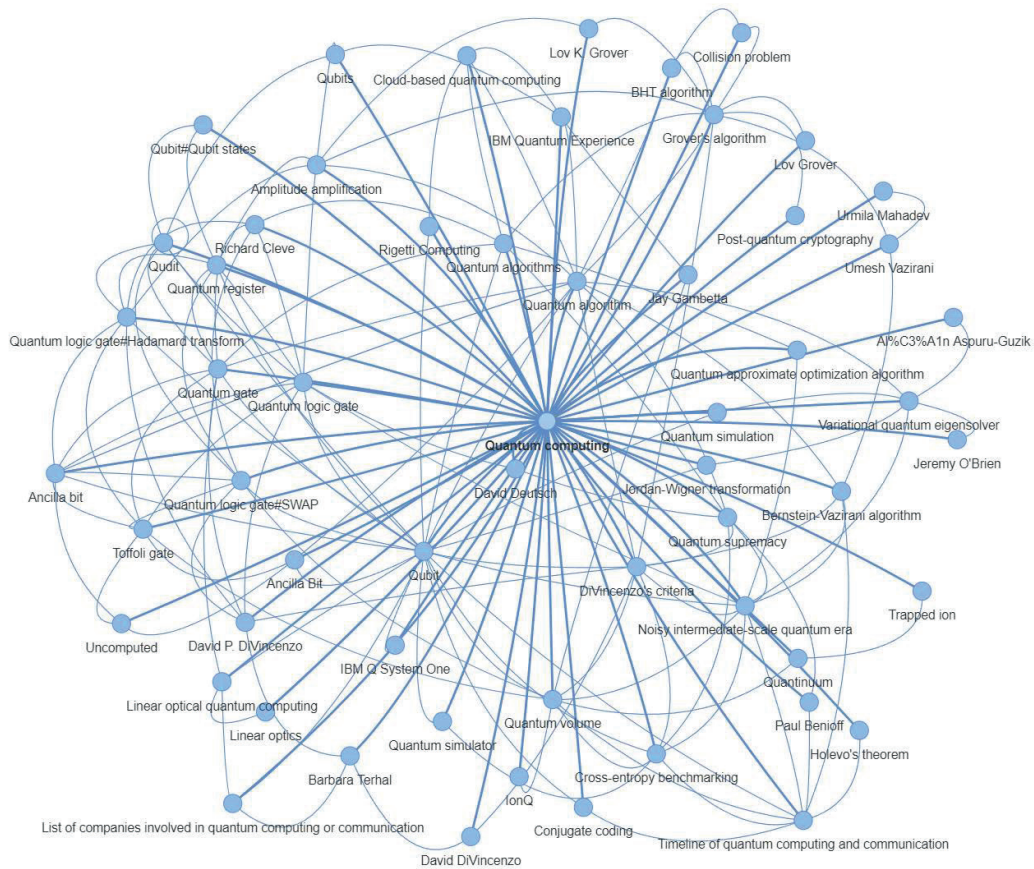 Lov K. Grover
Collision problem
Qubits
Cloud-based quantum computing
BHT algorithm
Qubit#Qubit states
IBM Quantum Experience
Grover's algorithm
Lov Grover
Amplitude amplification
Urmila Mahadev
Post-quantum cryptography
Richard Cleve
Rigetti Computing
Qudit
Quantum algorithms
Umesh Vazirani
Quantum register
Quantum algorithm
Jay Gambetta
Quantum logic gate#Hadamard transform
Al%C3%A1n Aspuru-Guzik
Quantum approximate optimization algorithm
Quantum gate
Quantum logic gate
Variational quantum eigensolver
Quantum computing
Quantum simulation
Jeremy O'Brien
Ancilla bit
Quantum logic gate#SWAP
David Deutsch
Jordan-Wigner transformation
Bernstein-Vazirani algorithm
Quantum supremacy
Toffoli gate
Qubit
Ancilla Bit
DiVincenzo's criteria
Trapped ion
Noisy intermediate-scale quantum era
Uncomputed
David P. DiVincenzo
IBM Q System One
Quantinuum
Linear optical quantum computing
Quantum volume
Paul Benioff
Linear optics
Quantum simulator
Holevo's theorem
Barbara Terhal
Cross-entropy benchmarking
IonQ
List of companies involved in quantum computing or communication
Conjugate coding
Timeline of quantum computing and communication
David DiVincenzo